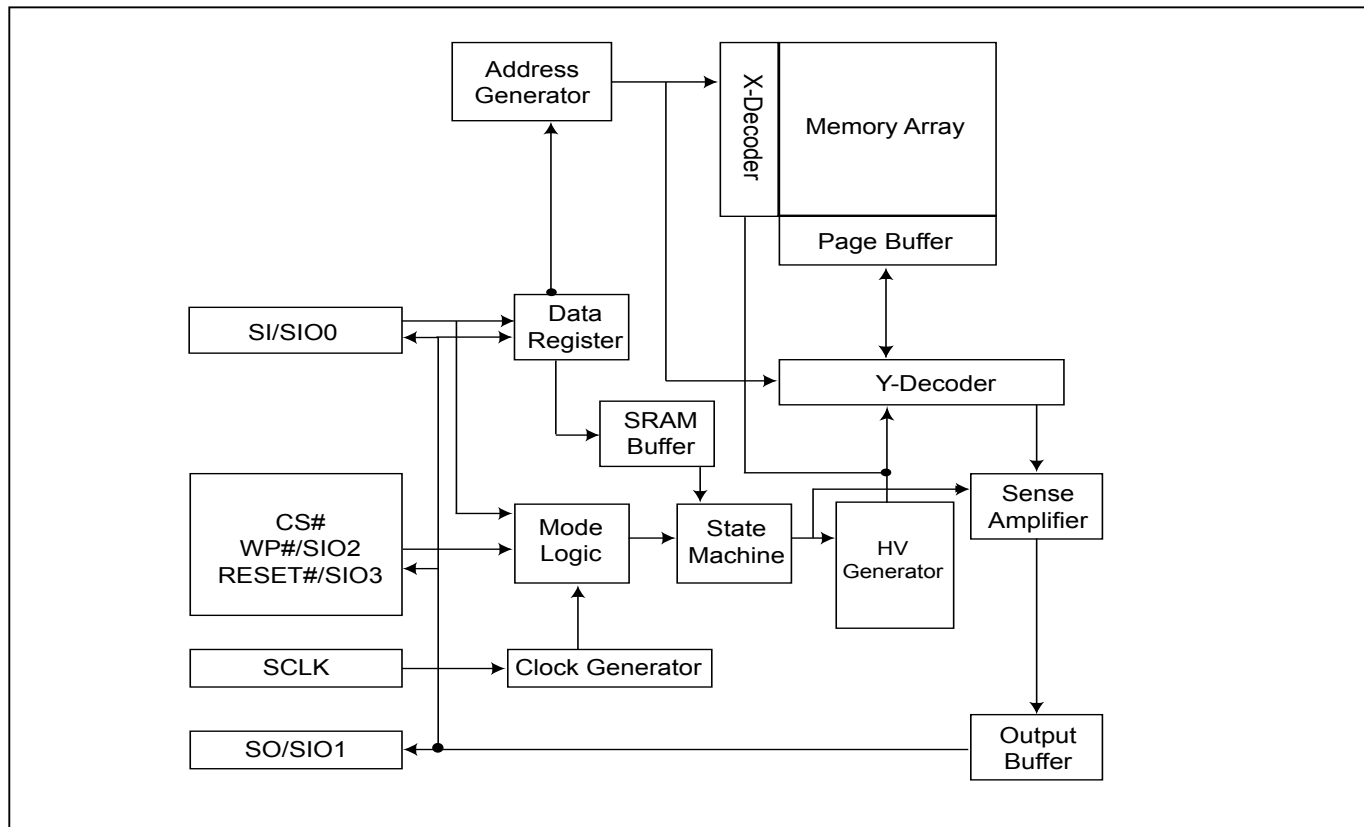 Address
Generator
X-Decoder
Memory Array
Page Buffer
SI/SIO0
Data
Register
Y-Decoder
SRAM
Buffer
CS#
WP#/SIO2
RESET#/SIO3
Mode
Logic
State
Machine
HV
Generator
Sense
Amplifier
SCLK
Clock Generator
SO/SIO1
Output
Buffer